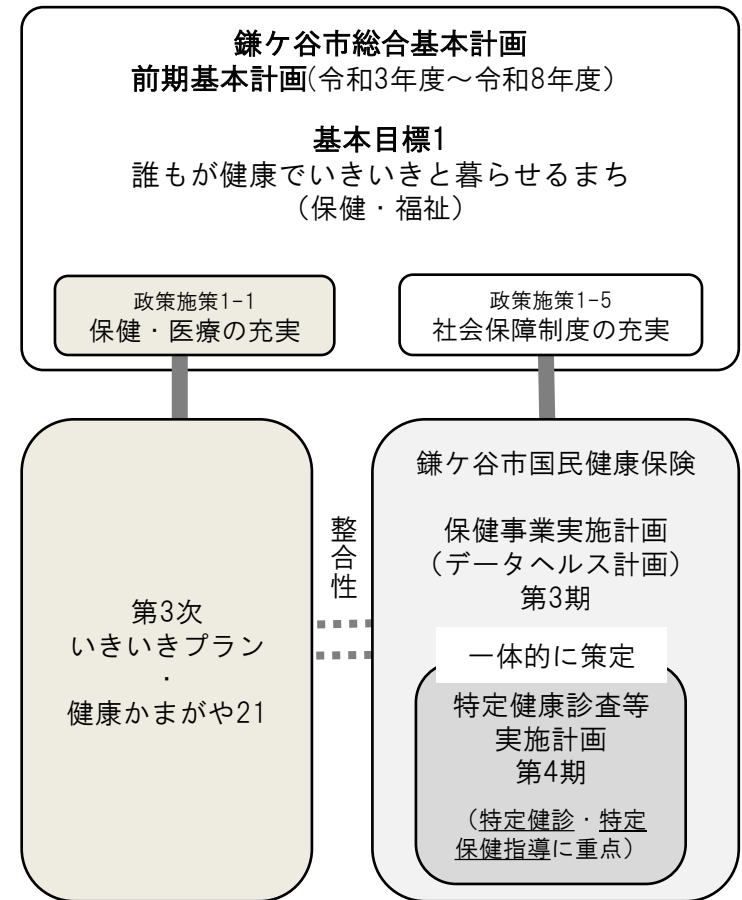 鎌ケ谷市総合基本計画
前期基本計画(令和3年度～令和8年度)
基本目標1
誰もが健康でいきいきと暮らせるまち
（保健・福祉）
政策施策1-1
保健・医療の充実
政策施策1-5
社会保障制度の充実
第3次
いきいきプラン
・
健康かまがや21
整合性
鎌ケ谷市国民健康保険
保健事業実施計画
（データヘルス計画）
第3期
一体的に策定
特定健康診査等
実施計画
第4期
（特定健診・特定
保健指導に重点）